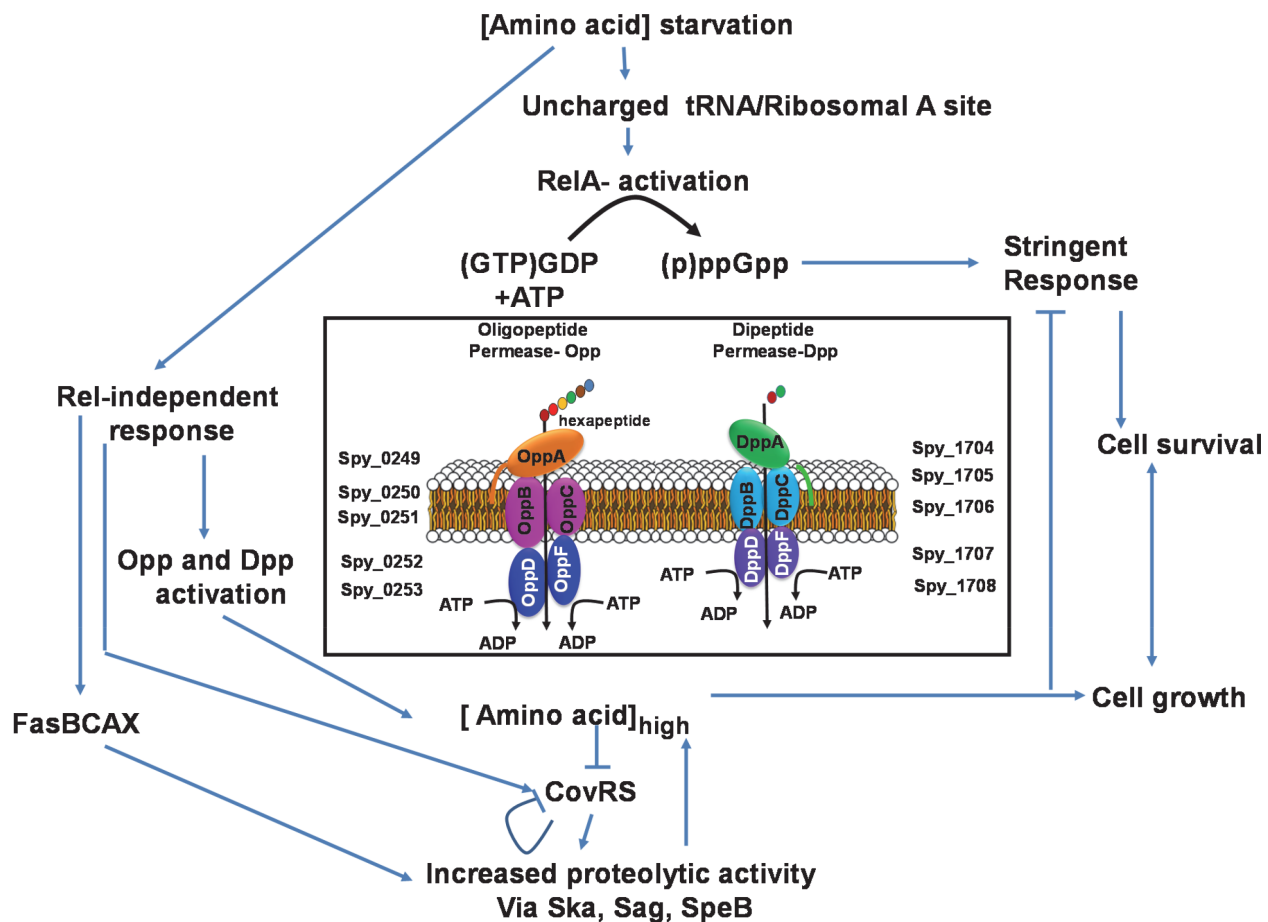 [Amino acid] starvation
Uncharged tRNA/Ribosomal A site
RelA- activation
(GTP)GDP
+ATP
(p)ppGpp
Stringent
Response
Oligopeptide
Permease- Opp
Dipeptide
Permease-Dpp
hexapeptide
Rel-independent
response
OppA
DppA
Spy_0249
Spy_0250
Spy_0251
Spy_0252
Spy_0253
OppB
OppC
OppD
OppF
ATP
ADP
ATP
ADP
DppB
DppC
DppD
DppF
ATP
ADP
ATP
ADP
Spy_1704
Spy_1705
Spy_1706
Spy_1707
Spy_1708
Cell survival
Opp and Dpp
activation
Cell growth
FasBCAX
[ Amino acid]high
CovRS
Increased proteolytic activity
Via Ska, Sag, SpeB